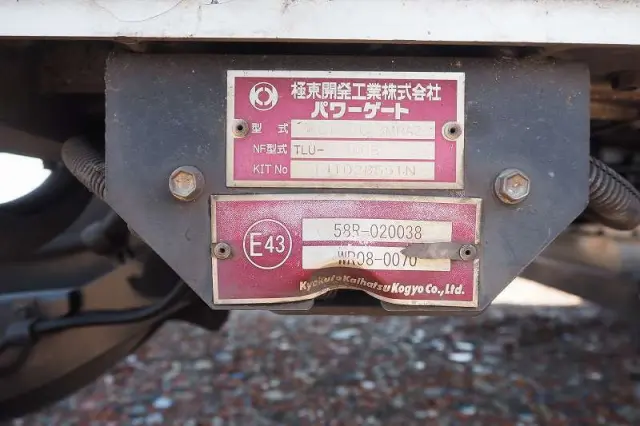 極東開発工業株式会社
パワーゲート
型式
NF型式 TLU-
KIT No
E43
58R-020038
WR08-0070
Kyokuto Kaihatsu Kogyo Co., Ltd.